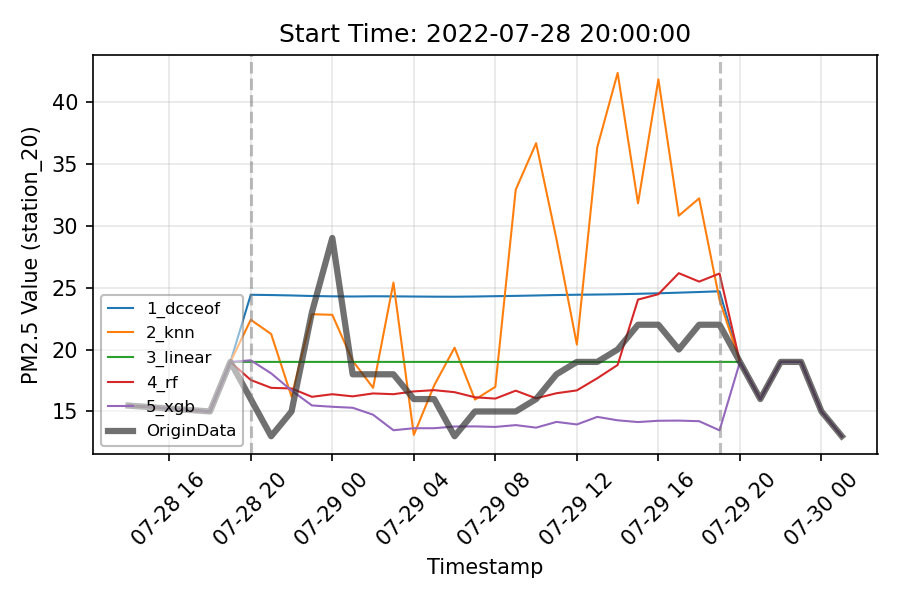 Start Time: 2022-07-28 20:00:00
PM2.5 Value (station_20)
40
35
30
25
20
15
1_dcceof
2_knn
3_linear
4_rf
5_xgb
OriginData
07-28 16
07-28 20
07-29 00
07-29 04
07-29 08
07-29 12
07-29 16
07-29 20
07-30 00
Timestamp